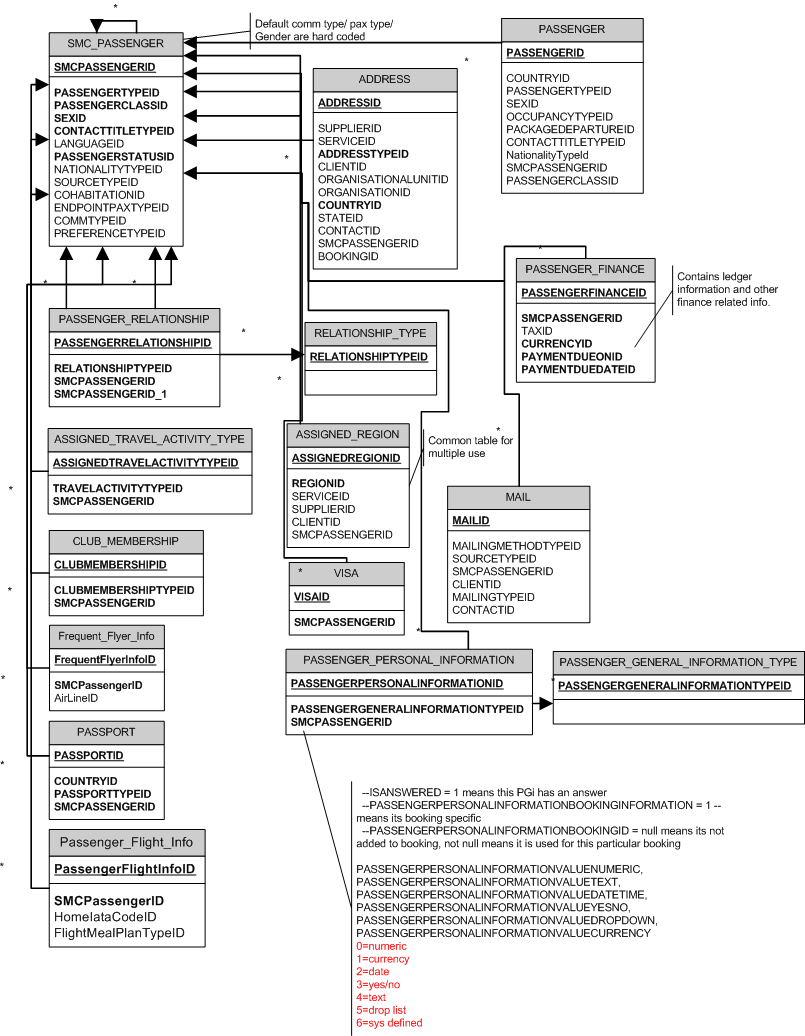 *
SMC_PASSENGER
SMCPASSENGERID
PASSENGERTYPEID
PASSENGERCLASSID
SEXID
CONTACTTITLETYPEID
LANGUAGEID
PASSENGERSTATUSID
NATIONALITYTYPEID
SOURCETYPEID
COHABITATIONID
ENDPOINTPAXTYPEID
COMMTYPEID
PREFERENCETYPEID
Default comm type/ pax type/
Gender are hard coded
PASSENGER
PASSENGERID
COUNTRYID
PASSENGERTYPEID
SEXID
OCCUPANCYTYPEID
PACKAGEDEPARTUREID
CONTACTTITLETYPEID
NationalityTypeId
SMCPASSENGERID
PASSENGERCLASSID
*
ADDRESS
ADDRESSID
SUPPLIERID
SERVICEID
ADDRESSTYPEID
CLIENTID
ORGANISATIONALUNITID
ORGANISATIONID
COUNTRYID
STATEID
CONTACTID
SMCPASSENGERID
BOOKINGID
*
*
PASSENGER_FINANCE
PASSENGERFINANCEID
SMCPASSENGERID
TAXID
CURRENCYID
PAYMENTDUEONID
PAYMENTDUEDATEID
Contains ledger
information and other
finance related info.
*
*
PASSENGER_RELATIONSHIP
PASSENGERRELATIONSHIPID
RELATIONSHIPTYPEID
SMCPASSENGERID
SMCPASSENGERID_1
*
RELATIONSHIP_TYPE
RELATIONSHIPTYPEID
*
ASSIGNED_TRAVEL_ACTIVITY_TYPE
ASSIGNEDTRAVELACTIVITYTYPEID
TRAVELACTIVITYTYPEID
SMCPASSENGERID
*
ASSIGNED_REGION
ASSIGNEDREGIONID
REGIONID
SERVICEID
SUPPLIERID
CLIENTID
SMCPASSENGERID
Common table for
multiple use
*
MAIL
MAILID
MAILINGMETHODTYPEID
SOURCETYPEID
SMCPASSENGERID
CLIENTID
MAILINGTYPEID
CONTACTID
CLUB_MEMBERSHIP
CLUBMEMBERSHIPID
CLUBMEMBERSHIPTYPEID
SMCPASSENGERID
*
* VISA
VISAID
SMCPASSENGERID
*
Frequent_Flyer_Info
FrequentFlyerInfoID
SMCPassengerID
AirLineID
*
PASSENGER_PERSONAL_INFORMATION
PASSENGERPERSONALINFORMATIONID
PASSENGERGENERALINFORMATIONTYPEID
SMCPASSENGERID
PASSENGER_GENERAL_INFORMATION_TYPE
*
PASSENGERGENERALINFORMATIONTYPEID
PASSPORT
PASSPORTID
COUNTRYID
PASSPORTTYPEID
SMCPASSENGERID
*
Passenger_Flight_Info
PassengerFlightInfoID
SMCPassengerID
HomeIataCodeID
FlightMealPlanTypeID
*
--ISANSWERED = 1 means this PGi has an answer
--PASSENGERPERSONALINFORMATIONBOOKINGINFORMATION = 1 --
means its booking specific
--PASSENGERPERSONALINFORMATIONBOOKINGID = null means its not
added to booking, not null means it is used for this particular booking
PASSENGERPERSONALINFORMATIONVALUENUMERIC,
PASSENGERPERSONALINFORMATIONVALUETEXT,
PASSENGERPERSONALINFORMATIONVALUEDATETIME,
PASSENGERPERSONALINFORMATIONVALUEYESNO,
PASSENGERPERSONALINFORMATIONVALUEDROPDOWN,
PASSENGERPERSONALINFORMATIONVALUECURRENCY
0=numeric
1=currency
2=date
3=yes/no
4=text
5=drop list
6=sys defined